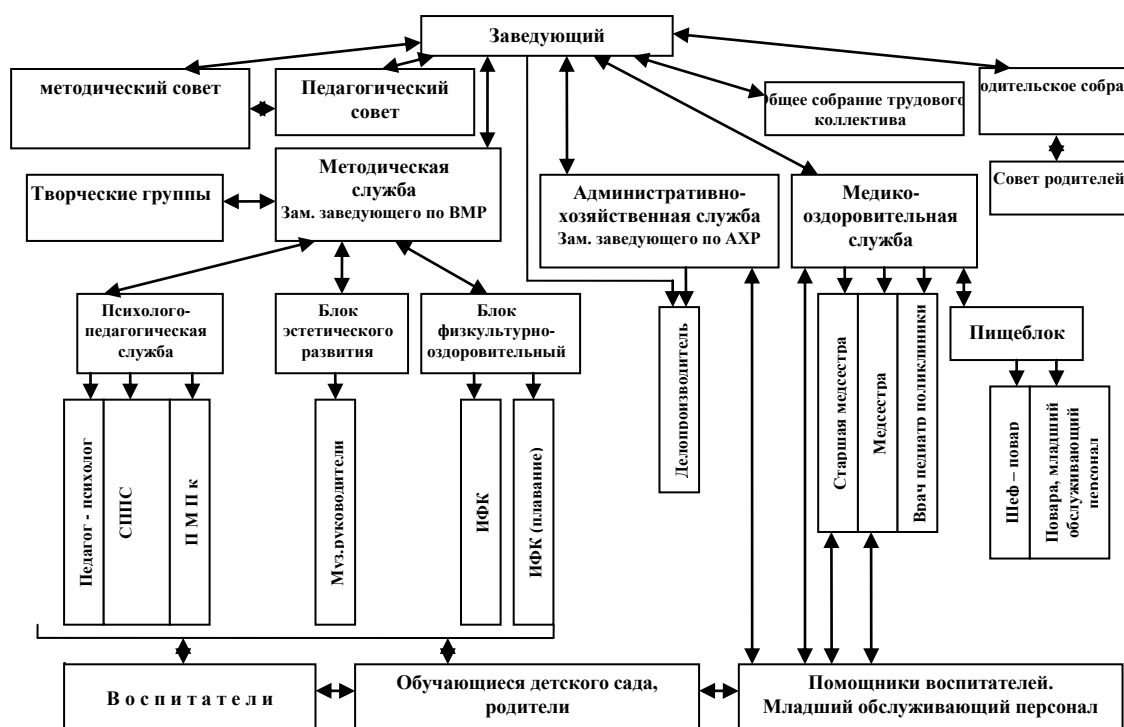 Заведующий
методический совет
Педагогический
совет
бщее собрание трудового
коллектива
одительское собра
Творческие группы
Методическая
служба
Зам. заведующего по ВМР
Административно-
хозяйственная служба
Зам. заведующего по АХР
Медико-
оздоровительная
служба
Совет родителей
Психолого-
педагогическая
служба
Блок
эстетического
развития
Блок
физкультурно-
оздоровительный
Пищеблок
Педагог - психолог
СППС
П М П к
Муз.руководители
ИФК
ИФК (плавание)
Делопроизводитель
Старшая медсестра
Медсестра
Врач педиатр поликлиники
Шеф – повар
Повара, младший
обслуживающий
персонал
В о с п и т а т е л и
Обучающиеся детского сада,
родители
Помощники воспитателей.
Младший обслуживающий персонал